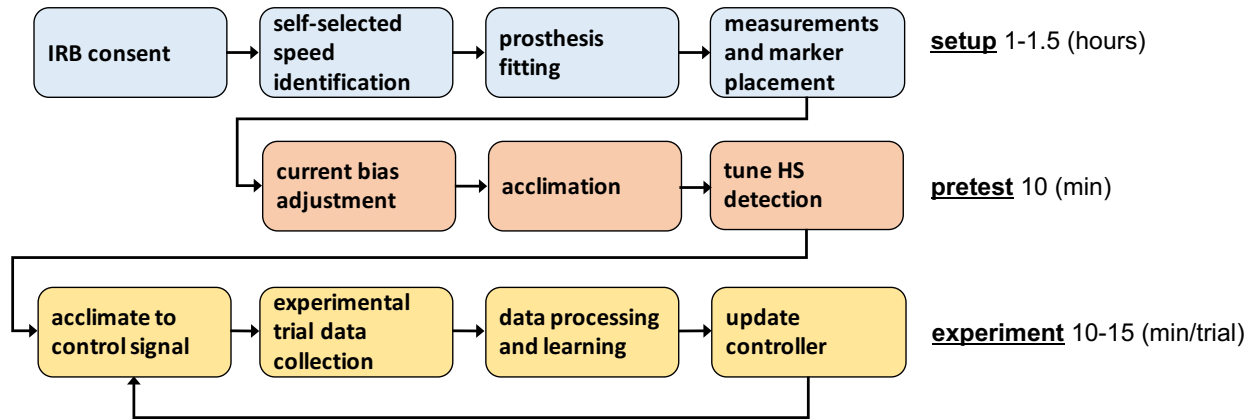 IRB consent
self-selected
speed
identification
prosthesis
fitting
measurements
and marker
placement
setup 1-1.5 (hours)
current bias
adjustment
acclimation
tune HS
detection
pretest 10 (min)
acclimate to
control signal
experimental
trial data
collection
data processing
and learning
update
controller
experiment 10-15 (min/trial)